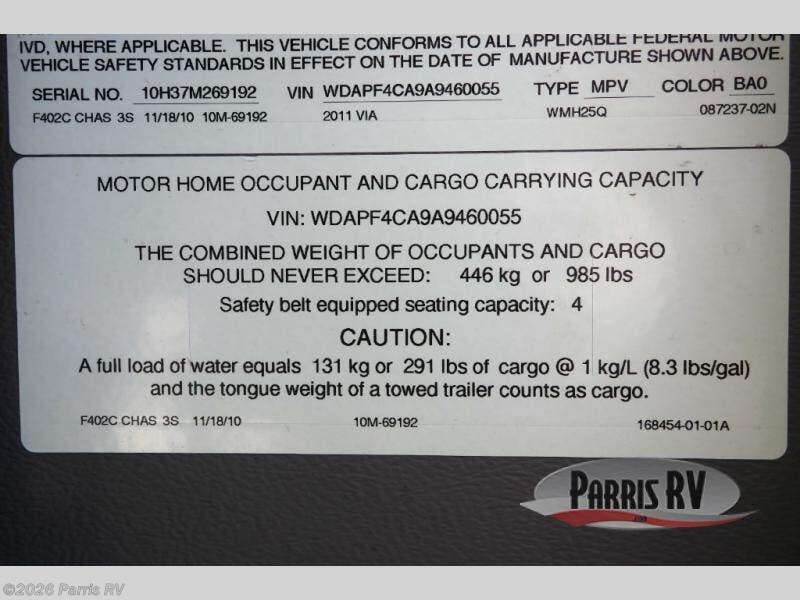 IVD, WHERE APPLICABLE. THIS VEHICLE CONFORMS TO ALL APPLICABLE FEDERAL MOTOR
VEHICLE SAFETY STANDARDS IN EFFECT ON THE DATE OF MANUFACTURE SHOWN ABOVE.
SERIAL NO. 10H37M269192 VIN WDAPF4CA9A9460055 TYPE MPV COLOR BA0
F402C CHAS 3S 11/18/10 10M-69192 2011 VIA WMH25Q 087237-02N
MOTOR HOME OCCUPANT AND CARGO CARRYING CAPACITY
VIN: WDAPF4CA9A9460055
THE COMBINED WEIGHT OF OCCUPANTS AND CARGO
SHOULD NEVER EXCEED: 446 kg or 985 lbs
Safety belt equipped seating capacity: 4
CAUTION:
A full load of water equals 131 kg or 291 lbs of cargo @ 1 kg/L (8.3 lbs/gal)
and the tongue weight of a towed trailer counts as cargo.
F402C CHAS 3S 11/18/10 10M-69192 168454-01-01A
PARRIS RV
©2026 Parris RV